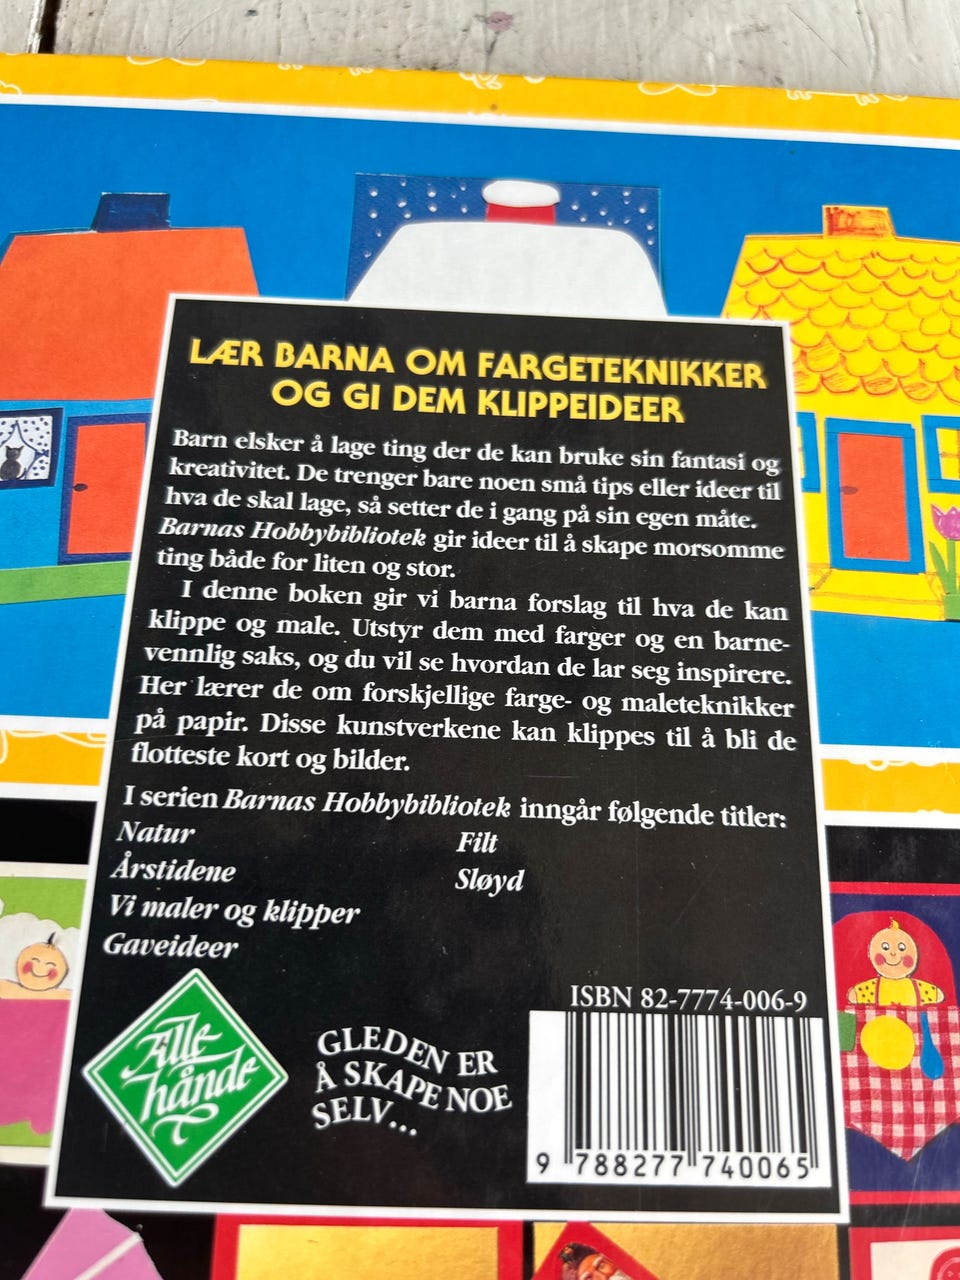 LÆR BARNA OM FARGETEKNIKKER
OG GI DEM KLIPPEIDEER
Barn elsker å lage ting der de kan bruke sin fantasi og
kreativitet. De trenger bare noen små tips eller ideer til
hva de skal lage, så setter de i gang på sin egen måte.
Barnas Hobbybibliotek gir ideer til å skape morsomme
ting både for liten og stor.
I denne boken gir vi barna forslag til hva de kan
klippe og male. Utstyr dem med farger og en barne-
vennlig saks, og du vil se hvordan de lar seg inspirere.
Her lærer de om forskjellige farge- og maleteknikker
på papir. Disse kunstverkene kan klippes til å bli de
flotteste kort og bilder.
I serien Barnas Hobbybibliotek inngår følgende titler:
Natur
Årstidene
Vi maler og klipper
Gaveideer
Filt
Sløyd
Alle
hånde
GLEDEN ER
Å SKAPE NOE
SELV...
ISBN 82-7774-006-9
9 788277 740065